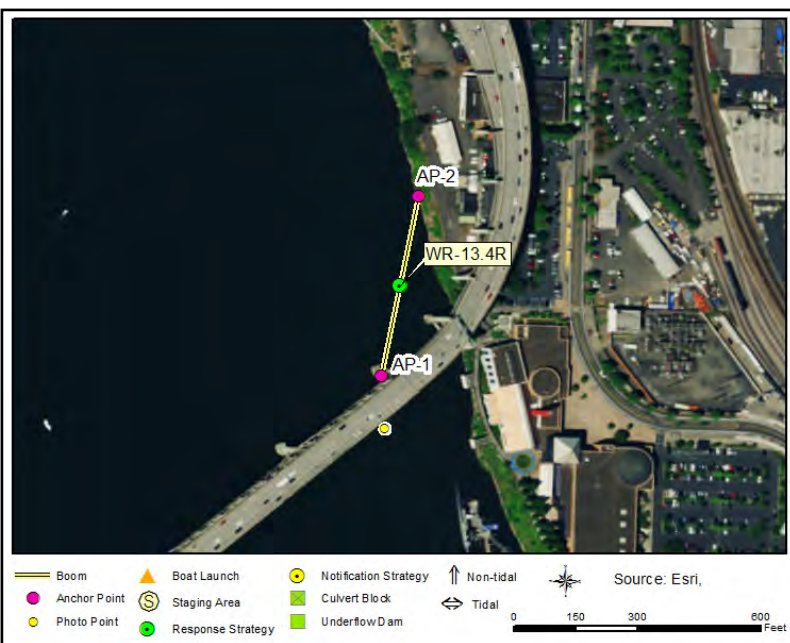 AP-2
WR-13.4R
AP-1
Boom
Boat Launch
Notification Strategy
Non-tidal
Source: Esri,
Anchor Point
S
Staging Area
Culvert Block
Tidal
Photo Point
Response Strategy
Underflow Dam
0 150 300 600
Feet